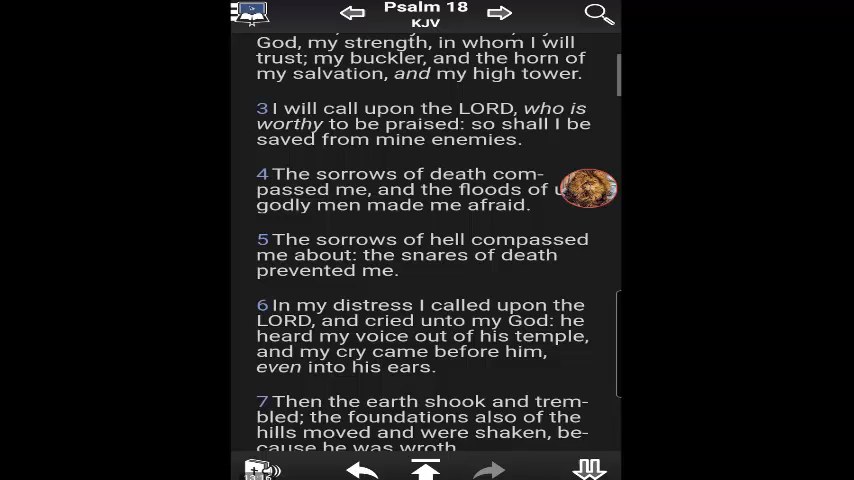 Psalm 18
KJV
God, my strength, in whom I will
trust; my buckler, and the horn of
my salvation, and my high tower.
3 I will call upon the LORD, who is
worthy to be praised: so shall I be
saved from mine enemies.
4 The sorrows of death com-
passed me, and the floods of
godly men made me afraid.
5 The sorrows of hell compassed
me about: the snares of death
prevented me.
6 In my distress I called upon the
LORD, and cried unto my God: he
heard my voice out of his temple,
and my cry came before him,
even into his ears.
7 Then the earth shook and trem-
bled; the foundations also of the
hills moved and were shaken, be-
cause he was wroth